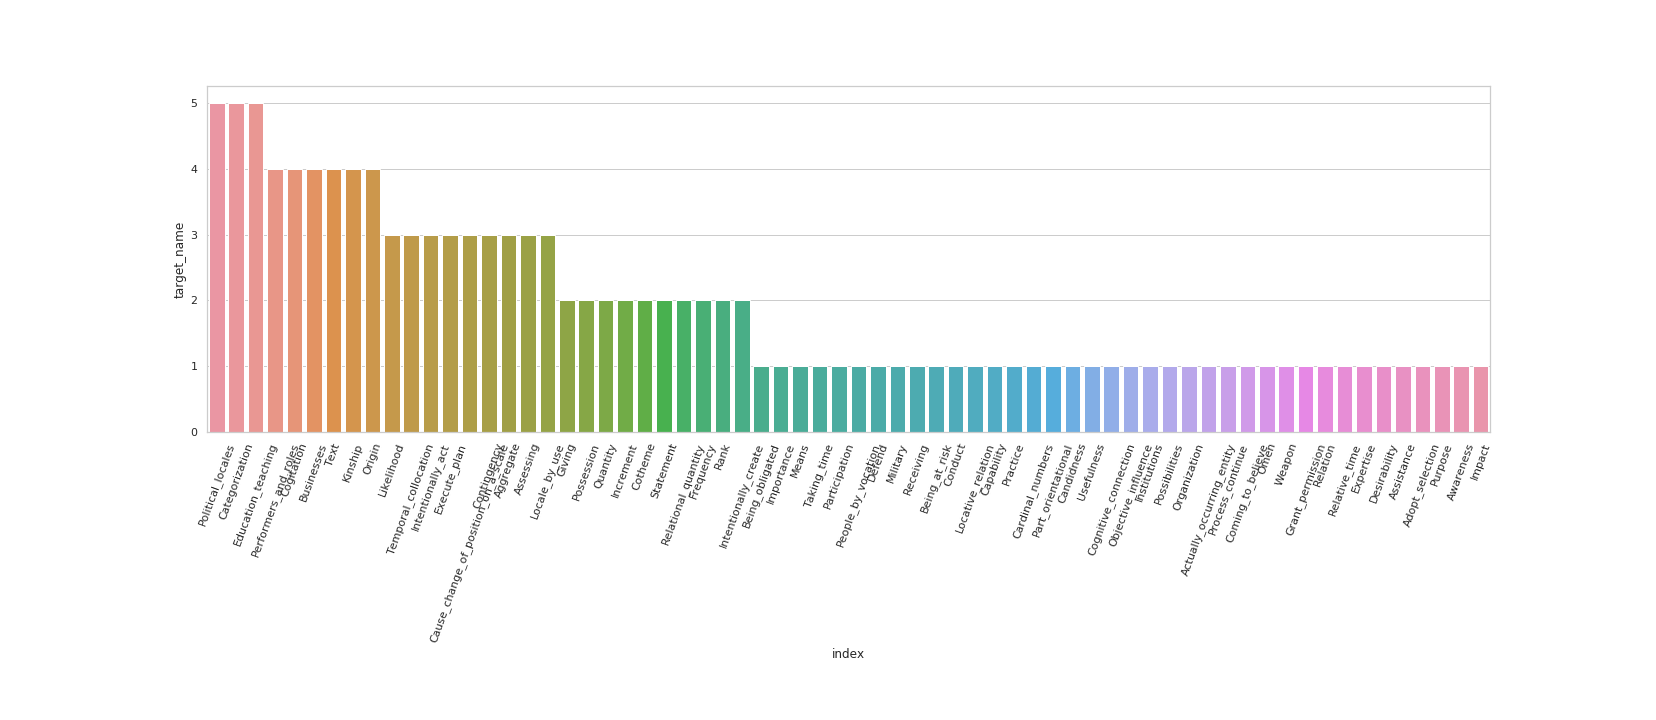 target_name
5
4
3
2
1
0
Political_locales
Categorization
Education_teaching
Performers_and_roles
Cogitation
Businesses
Text
Kinship
Origin
Likelihood
Temporal_collocation
Intentionally_act
Execute_plan
Cause_change_of_position_on_a_scale
Contingency
Aggregate
Assessing
Locale_by_use
Giving
Possession
Quantity
Increment
Cotheme
Statement
Relational_quantity
Frequency
Rank
Intentionally_create
Being_obligated
Importance
Means
Taking_time
Participation
People_by_vocation
Defend
Military
Receiving
Being_at_risk
Conduct
Locative_relation
Capability
Practice
Cardinal_numbers
Part_orientational
Candidness
Usefulness
Cognitive_connection
Objective_influence
Institutions
Possibilities
Organization
Actually_occurring_entity
Process_continue
Coming_to_believe
Omen
Weapon
Grant_permission
Relation
Relative_time
Expertise
Desirability
Assistance
Adopt_selection
Purpose
Awareness
Impact
index